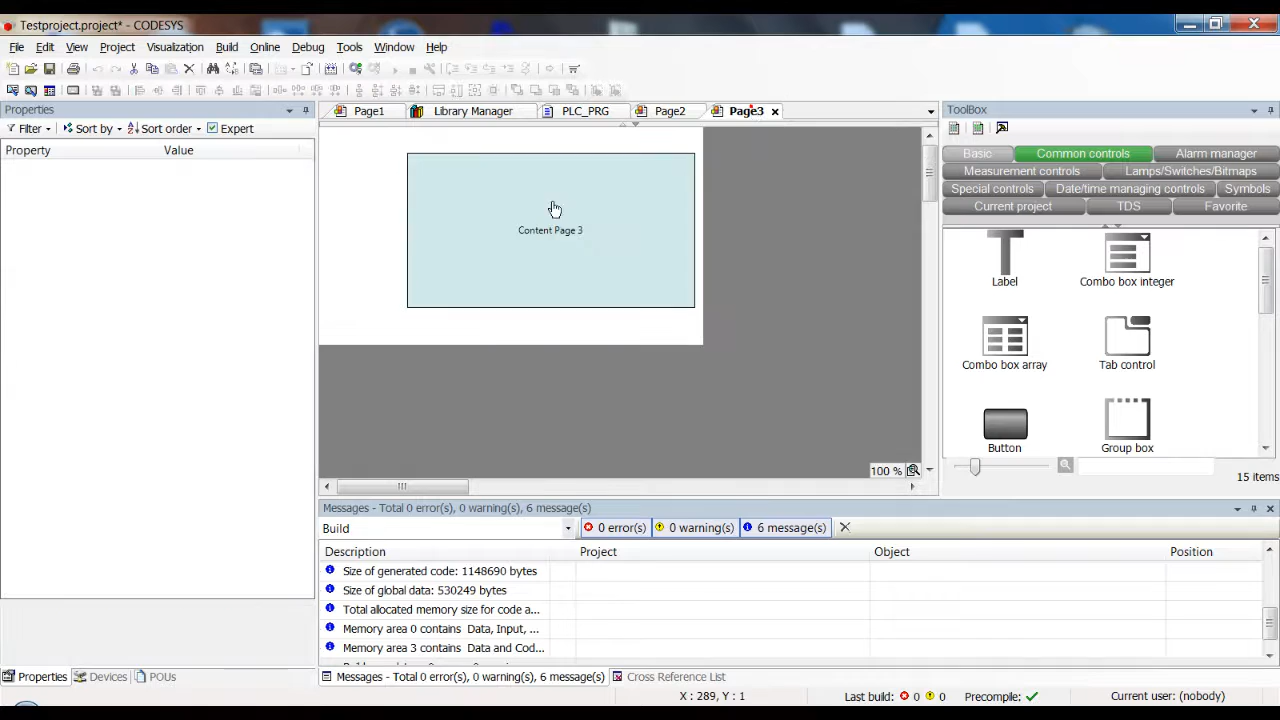 Testproject.project* - CODESYS
File Edit View Project Visualization Build Online Debug Tools Window Help
Properties
Filter Sort by Sort order Expert
Property Value
Page1 Library Manager PLC_PRG Page2 Page3
Content Page 3
100 %
ToolBox
Basic Common controls Alarm manager
Measurement controls Lamps/Switches/Bitmaps
Special controls Date/time managing controls Symbols
Current project TDS Favorite
Label Combo box integer
Combo box array Tab control
Button Group box
15 items
Messages - Total 0 error(s), 0 warning(s), 6 message(s)
Build 0 error(s) 0 warning(s) 6 message(s)
Description Project Object Position
Size of generated code: 1148690 bytes
Size of global data: 530249 bytes
Total allocated memory size for code a...
Memory area 0 contains Data, Input, ...
Memory area 3 contains Data and Cod...
Properties Devices POUs
Messages - Total 0 error(s), 0 warning(s), 6 message(s) Cross Reference List
X : 289, Y : 1 Last build: 0 0 Precompile: Current user: (nobody)